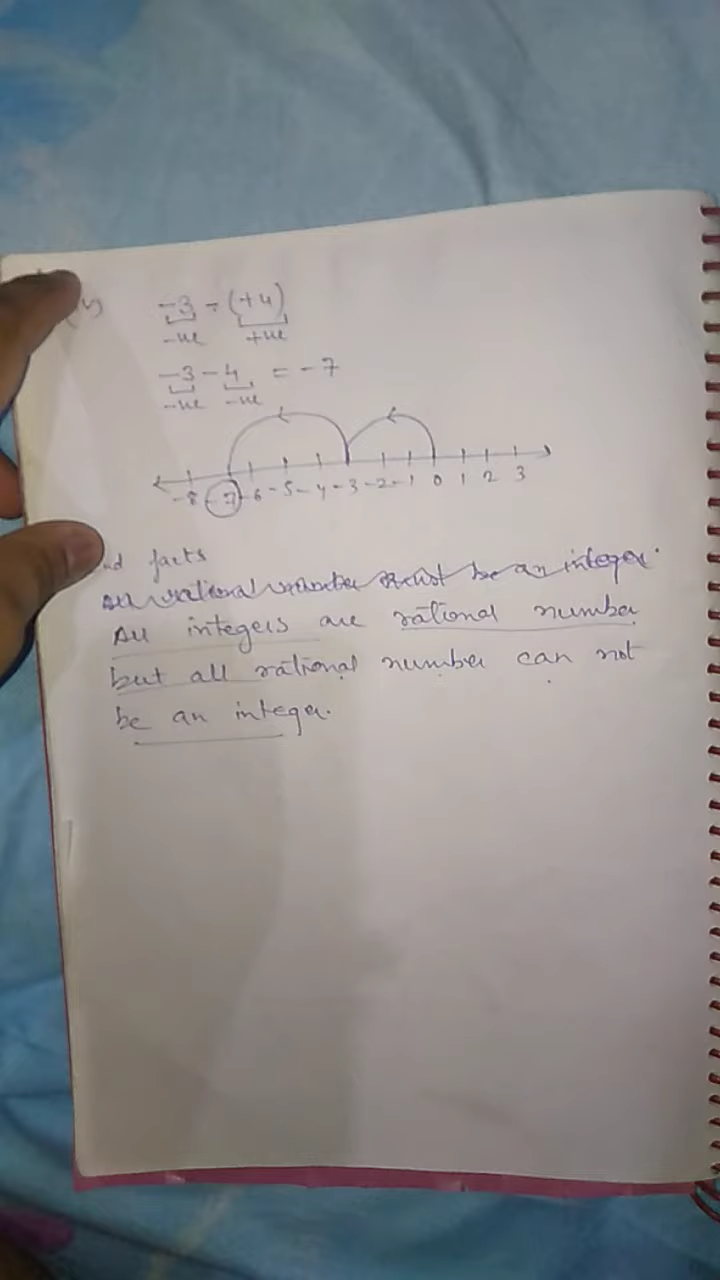 -3 - (+4)
-ve +ve
-3 - 4 = -7
-ve -ve
-8 -7 -6 -5 -4 -3 -2 -1 0 1 2 3
facts
All rational number must be an integer.
All integers are rational number
but all rational number can not
be an integer.